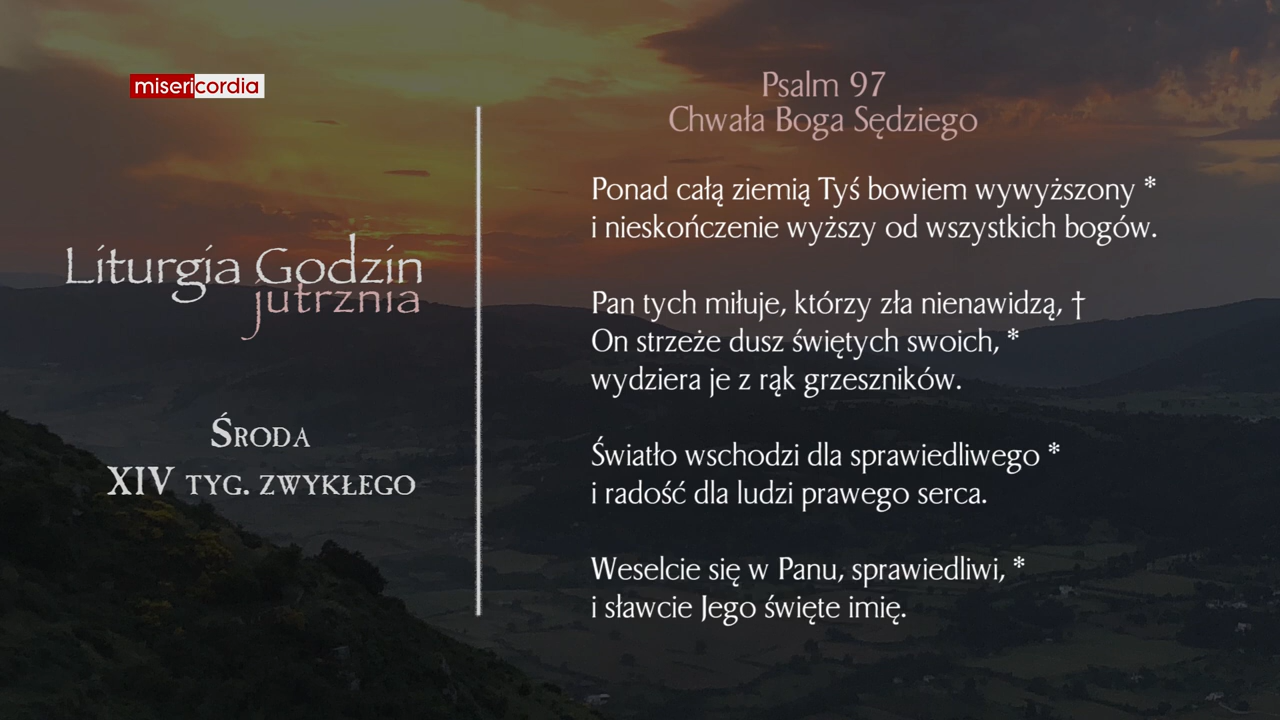 misericordia
Liturgia Godzin
jutrznia
Środa
XIV tyg. zwykłego
Psalm 97
Chwała Boga Sędziego
Ponad całą ziemią Tyś bowiem wywyższony *
i nieskończenie wyższy od wszystkich bogów.
Pan tych miłuje, którzy zła nienawidzą, †
On strzeże dusz świętych swoich, *
wydziera je z rąk grzeszników.
Światło wschodzi dla sprawiedliwego *
i radość dla ludzi prawego serca.
Weselcie się w Panu, sprawiedliwi, *
i sławcie Jego święte imię.